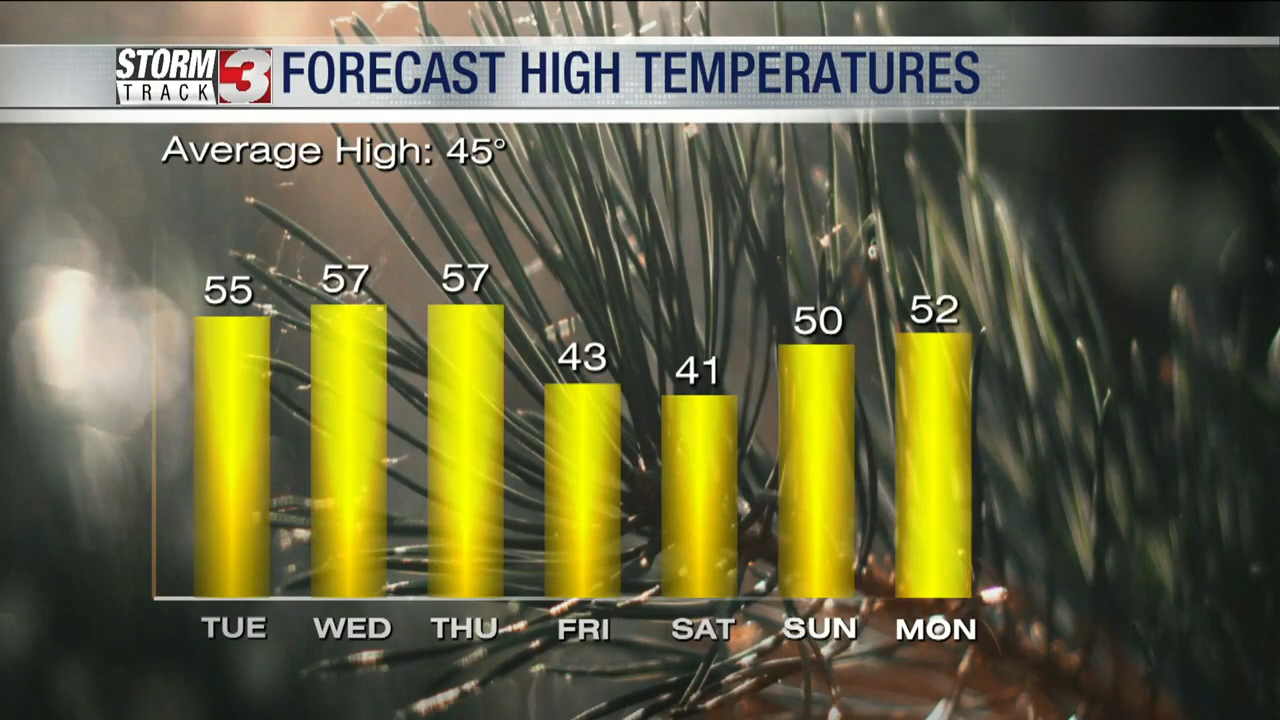 STORM TRACK 3 FORECAST HIGH TEMPERATURES
Average High: 45°
55 57 57 43 41 50 52
TUE WED THU FRI SAT SUN MON